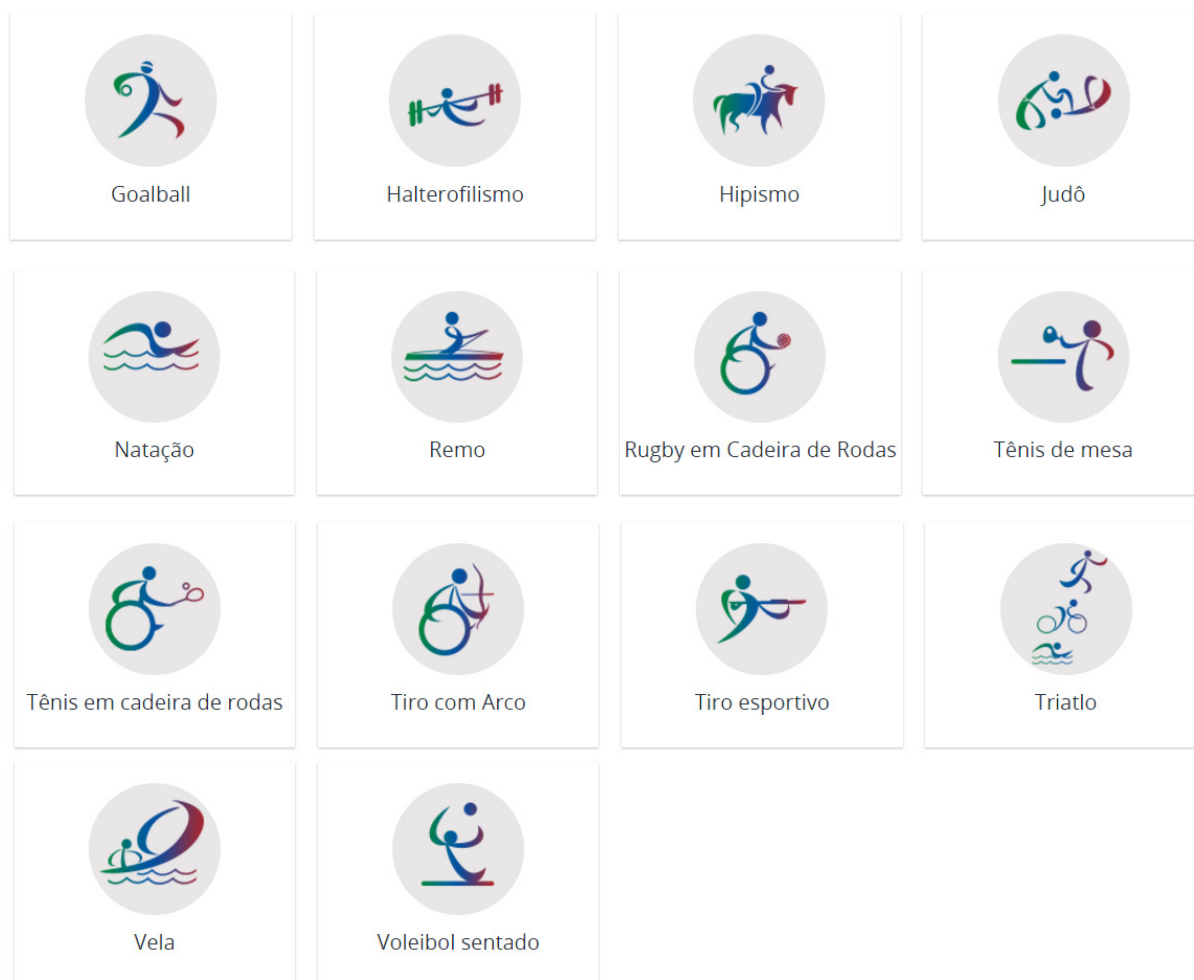 Goalball
Halterofilismo
Hipismo
Judô
Natação
Remo
Rugby em Cadeira de Rodas
Tênis de mesa
Tênis em cadeira de rodas
Tiro com Arco
Tiro esportivo
Triatlo
Vela
Voleibol sentado